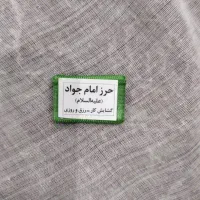 حرز امام جواد
(علیه‌السلام)
گشایش کار - رزق و روزی